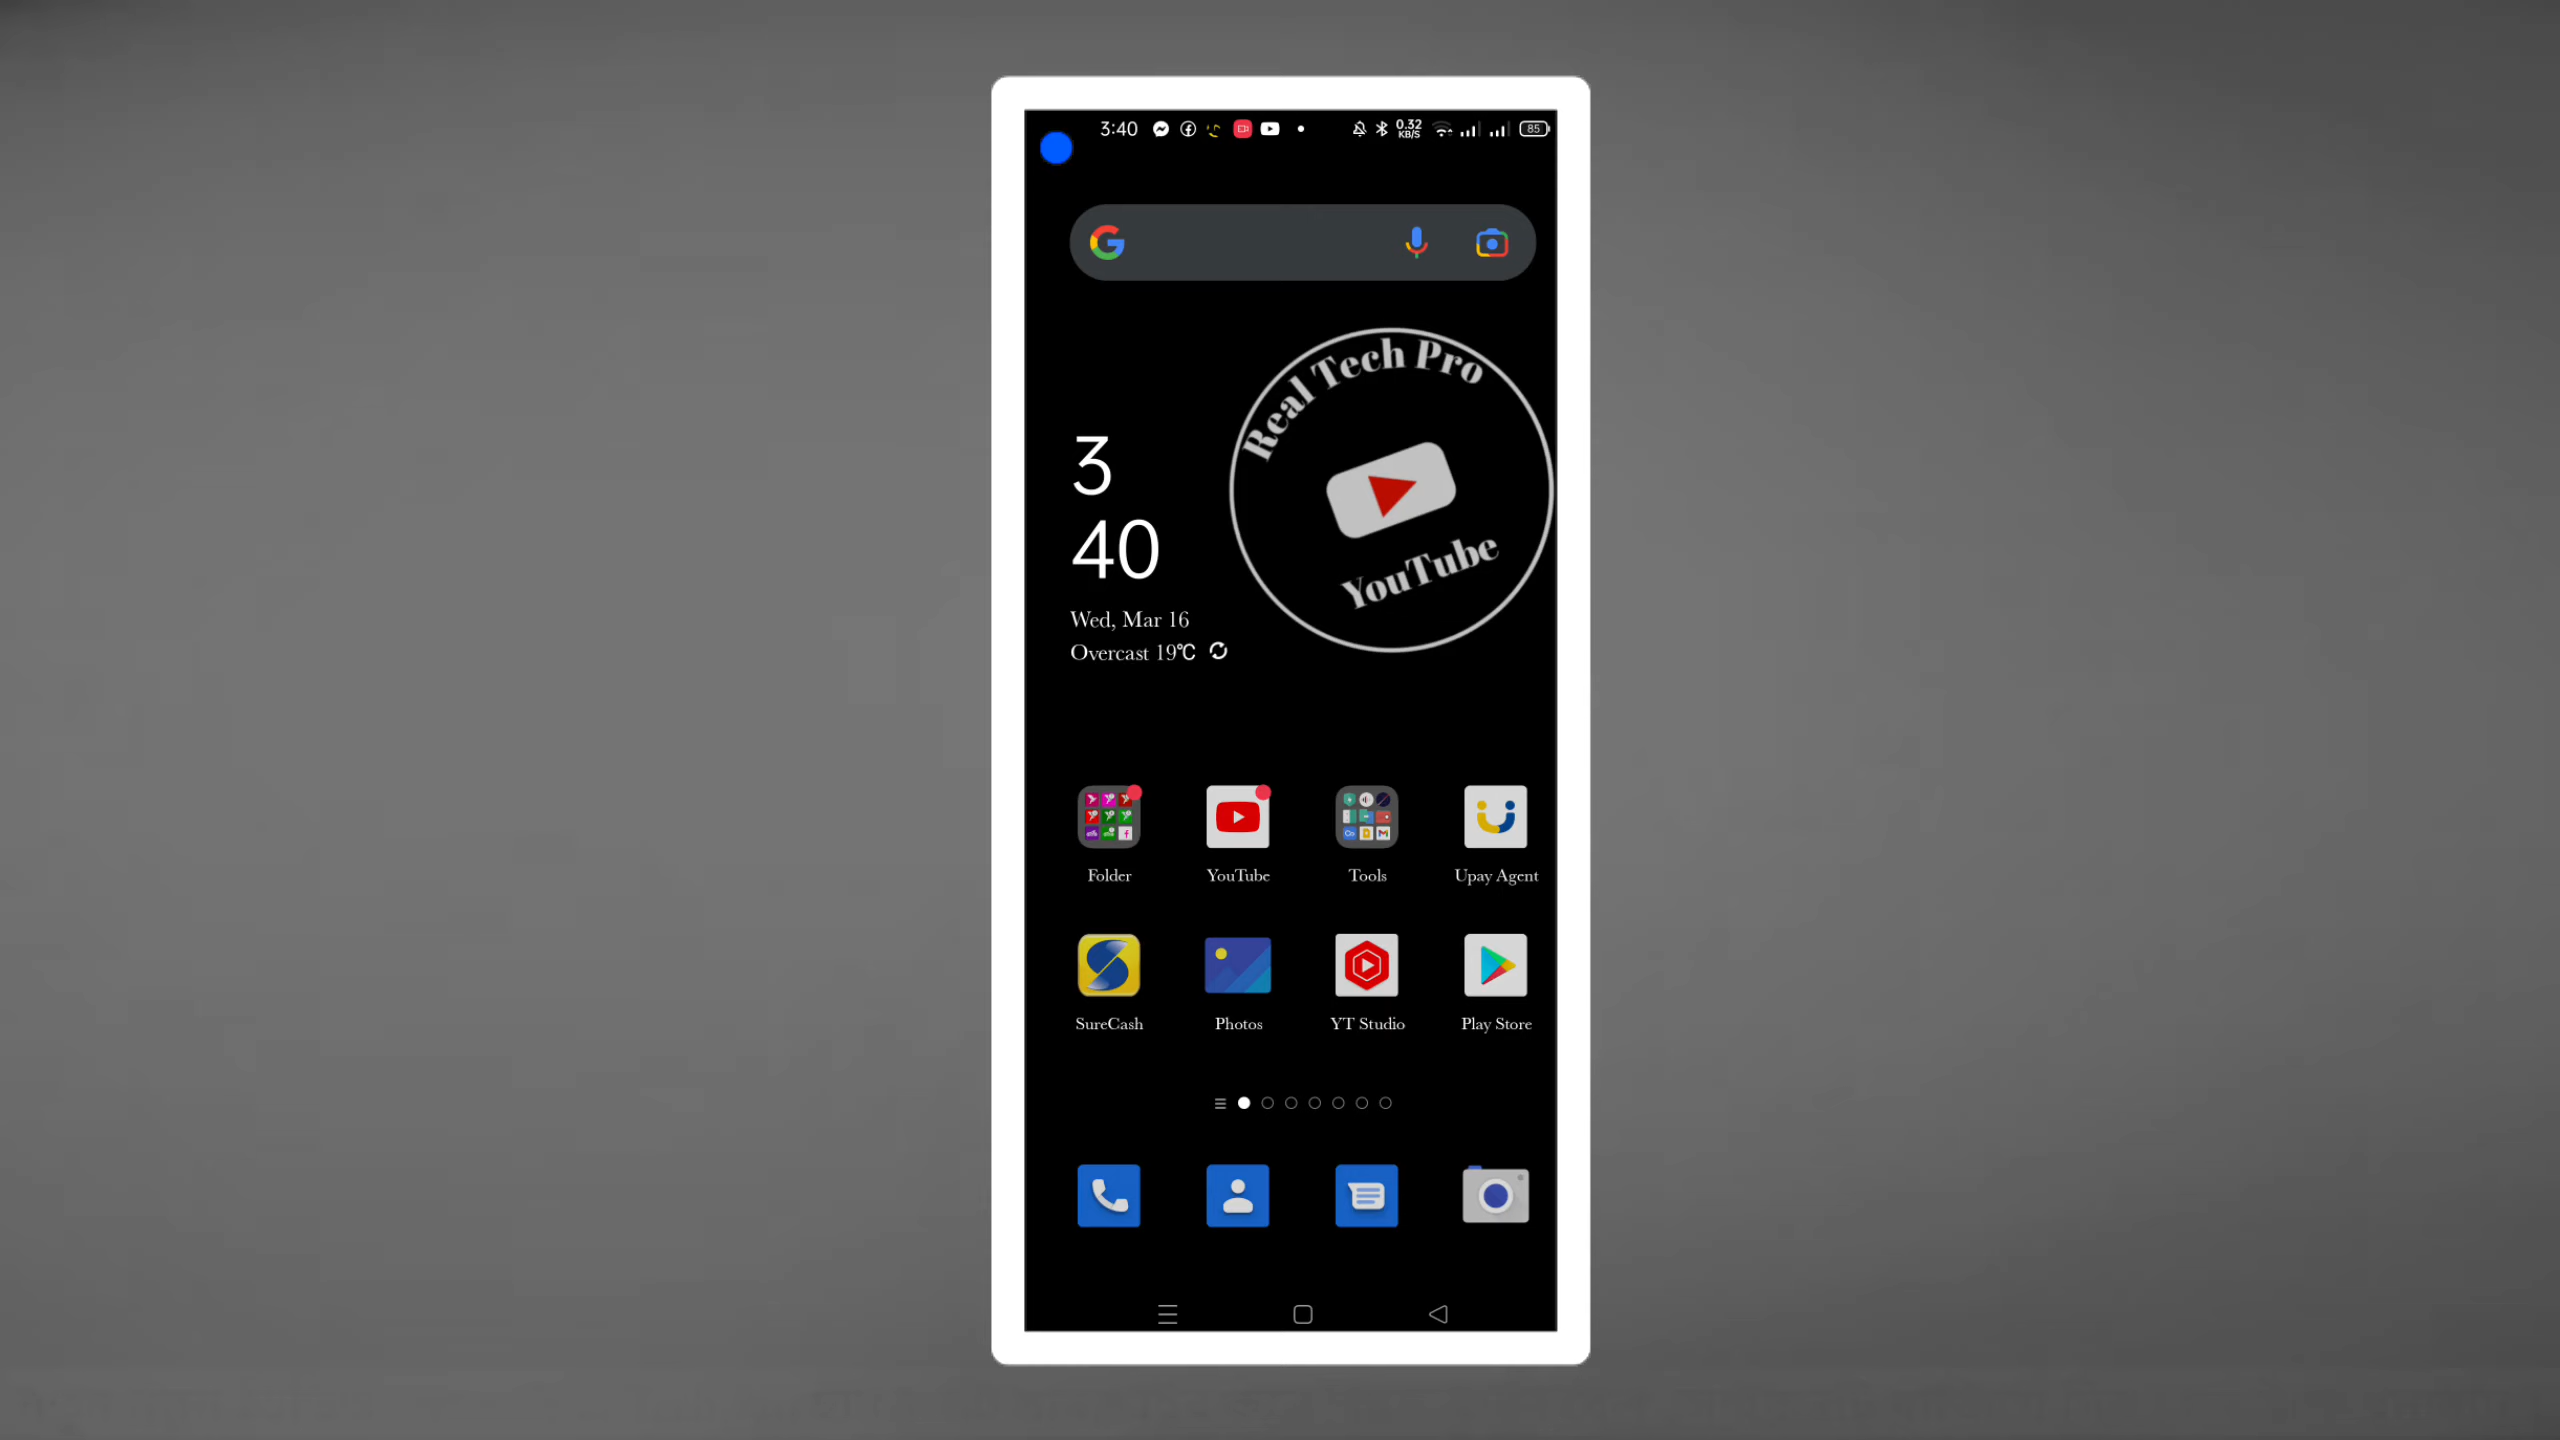 3:40
0.32
KB/S
85
Real Tech Pro
YouTube
3
40
Wed, Mar 16
Overcast 19℃
Folder
YouTube
Tools
Upay Agent
SureCash
Photos
YT Studio
Play Store